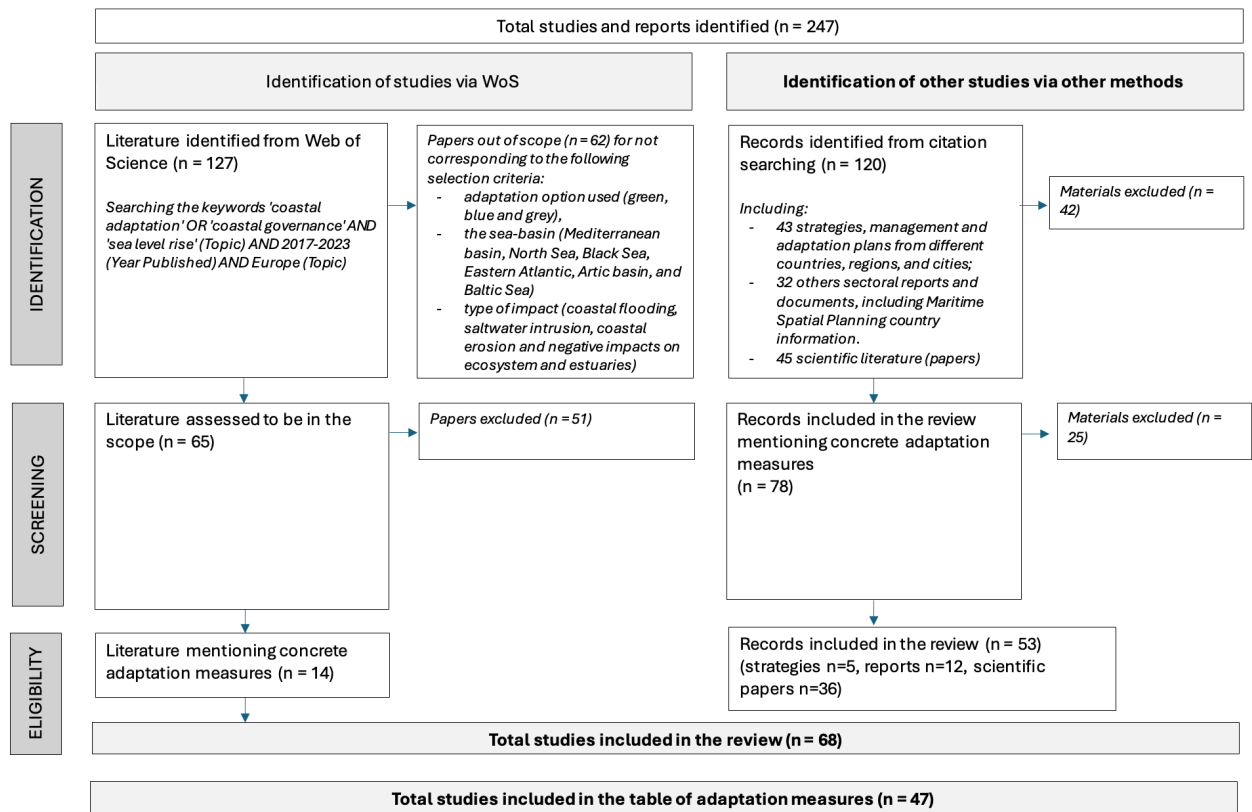 Total studies and reports identified (n = 247)
Identification of studies via WoS
Identification of other studies via other methods
IDENTIFICATION
Literature identified from Web of
Science (n = 127)
Searching the keywords 'coastal
adaptation' OR 'coastal governance' AND
'sea level rise' (Topic) AND 2017-2023
(Year Published) AND Europe (Topic)
Papers out of scope (n = 62) for not
corresponding to the following
selection criteria:
- adaptation option used (green,
blue and grey),
- the sea-basin (Mediterranean
basin, North Sea, Black Sea,
Eastern Atlantic, Artic basin, and
Baltic Sea)
- type of impact (coastal flooding,
saltwater intrusion, coastal
erosion and negative impacts on
ecosystem and estuaries)
Records identified from citation
searching (n = 120)
Including:
- 43 strategies, management and
adaptation plans from different
countries, regions, and cities;
- 32 others sectoral reports and
documents, including Maritime
Spatial Planning country
information.
- 45 scientific literature (papers)
Materials excluded (n =
42)
SCREENING
Literature assessed to be in the
scope (n = 65)
Papers excluded (n = 51)
Records included in the review
mentioning concrete adaptation
measures
(n = 78)
Materials excluded (n =
25)
ELIGIBILITY
Literature mentioning concrete
adaptation measures (n = 14)
Records included in the review (n = 53)
(strategies n=5, reports n=12, scientific
papers n=36)
Total studies included in the review (n = 68)
Total studies included in the table of adaptation measures (n = 47)